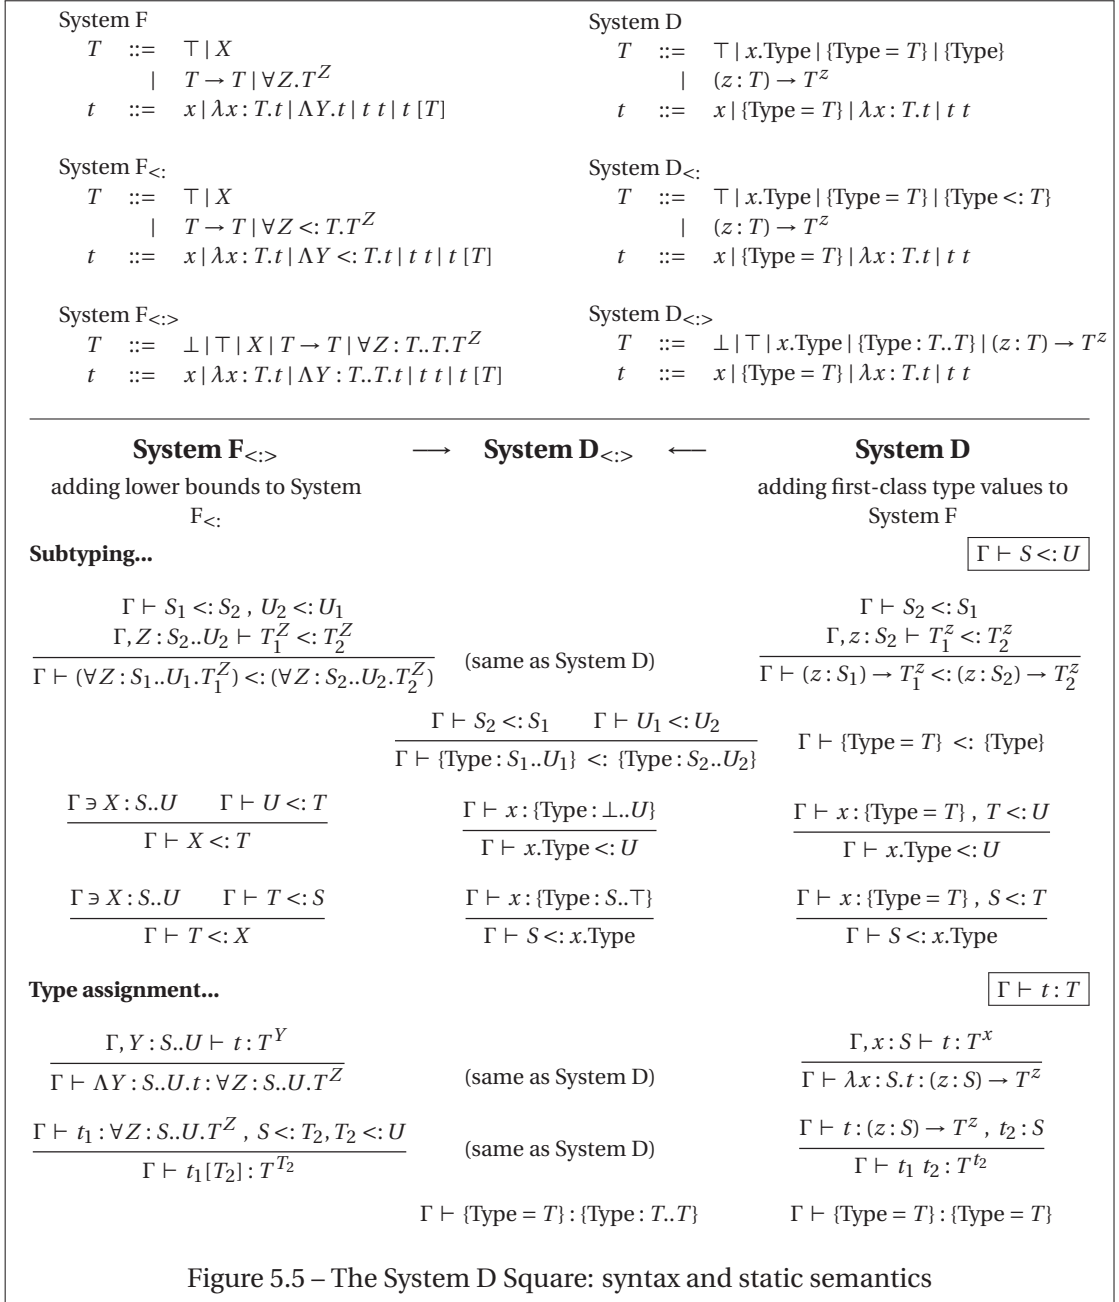 System F
T ::= ⊤ | X
| T → T | ∀Z.T^Z
t ::= x | λx : T.t | ΛY.t | t t | t [T]
System D
T ::= ⊤ | x.Type | {Type = T} | {Type}
| (z : T) → T^z
t ::= x | {Type = T} | λx : T.t | t t
System F<:
T ::= ⊤ | X
| T → T | ∀Z <: T.T^Z
t ::= x | λx : T.t | ΛY <: T.t | t t | t [T]
System D<:
T ::= ⊤ | x.Type | {Type = T} | {Type <: T}
| (z : T) → T^z
t ::= x | {Type = T} | λx : T.t | t t
System F<:>
T ::= ⊥ | ⊤ | X | T → T | ∀Z : T..T.T^Z
t ::= x | λx : T.t | ΛY : T..T.t | t t | t [T]
System D<:>
T ::= ⊥ | ⊤ | x.Type | {Type : T..T} | (z : T) → T^z
t ::= x | {Type = T} | λx : T.t | t t
System F<:> ⟶ System D<:> ⟵ System D
adding lower bounds to System
F<:
adding first-class type values to
System F
Subtyping...
Γ ⊢ S <: U
Γ ⊢ S₁ <: S₂ , U₂ <: U₁
Γ, Z : S₂..U₂ ⊢ T₁^Z <: T₂^Z
Γ ⊢ (∀Z : S₁..U₁.T₁^Z) <: (∀Z : S₂..U₂.T₂^Z)
(same as System D)
Γ ⊢ S₂ <: S₁
Γ, z : S₂ ⊢ T₁^z <: T₂^z
Γ ⊢ (z : S₁) → T₁^z <: (z : S₂) → T₂^z
Γ ⊢ S₂ <: S₁ Γ ⊢ U₁ <: U₂
Γ ⊢ {Type : S₁..U₁} <: {Type : S₂..U₂}
Γ ⊢ {Type = T} <: {Type}
Γ ∋ X : S..U Γ ⊢ U <: T
Γ ⊢ X <: T
Γ ⊢ x : {Type : ⊥..U}
Γ ⊢ x.Type <: U
Γ ⊢ x : {Type = T} , T <: U
Γ ⊢ x.Type <: U
Γ ∋ X : S..U Γ ⊢ T <: S
Γ ⊢ T <: X
Γ ⊢ x : {Type : S..⊤}
Γ ⊢ S <: x.Type
Γ ⊢ x : {Type = T} , S <: T
Γ ⊢ S <: x.Type
Type assignment...
Γ ⊢ t : T
Γ, Y : S..U ⊢ t : T^Y
Γ ⊢ ΛY : S..U.t : ∀Z : S..U.T^Z
(same as System D)
Γ, x : S ⊢ t : T^x
Γ ⊢ λx : S.t : (z : S) → T^z
Γ ⊢ t₁ : ∀Z : S..U.T^Z , S <: T₂, T₂ <: U
Γ ⊢ t₁[T₂] : T^T₂
(same as System D)
Γ ⊢ t : (z : S) → T^z , t₂ : S
Γ ⊢ t₁ t₂ : T^t₂
Γ ⊢ {Type = T} : {Type : T..T}
Γ ⊢ {Type = T} : {Type = T}
Figure 5.5 – The System D Square: syntax and static semantics